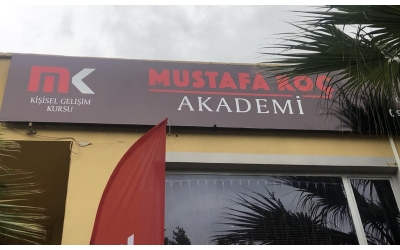 MK
KİŞİSEL GELİŞİM
KURSU
MUSTAFA KOÇ
AKADEMİ